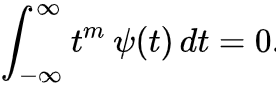 ∫_{-∞}^{∞} t^m ψ(t) dt = 0.